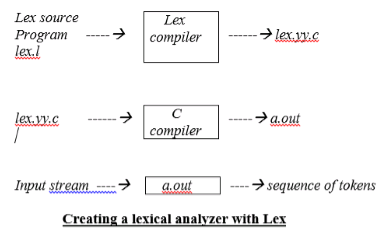 Lex source
Program -----→ Lex compiler -----→ lex.yy.c
lex.l
lex.yy.c ------→ C compiler ----→ a.out
/
Input stream ----→ a.out ----→ sequence of tokens
Creating a lexical analyzer with Lex